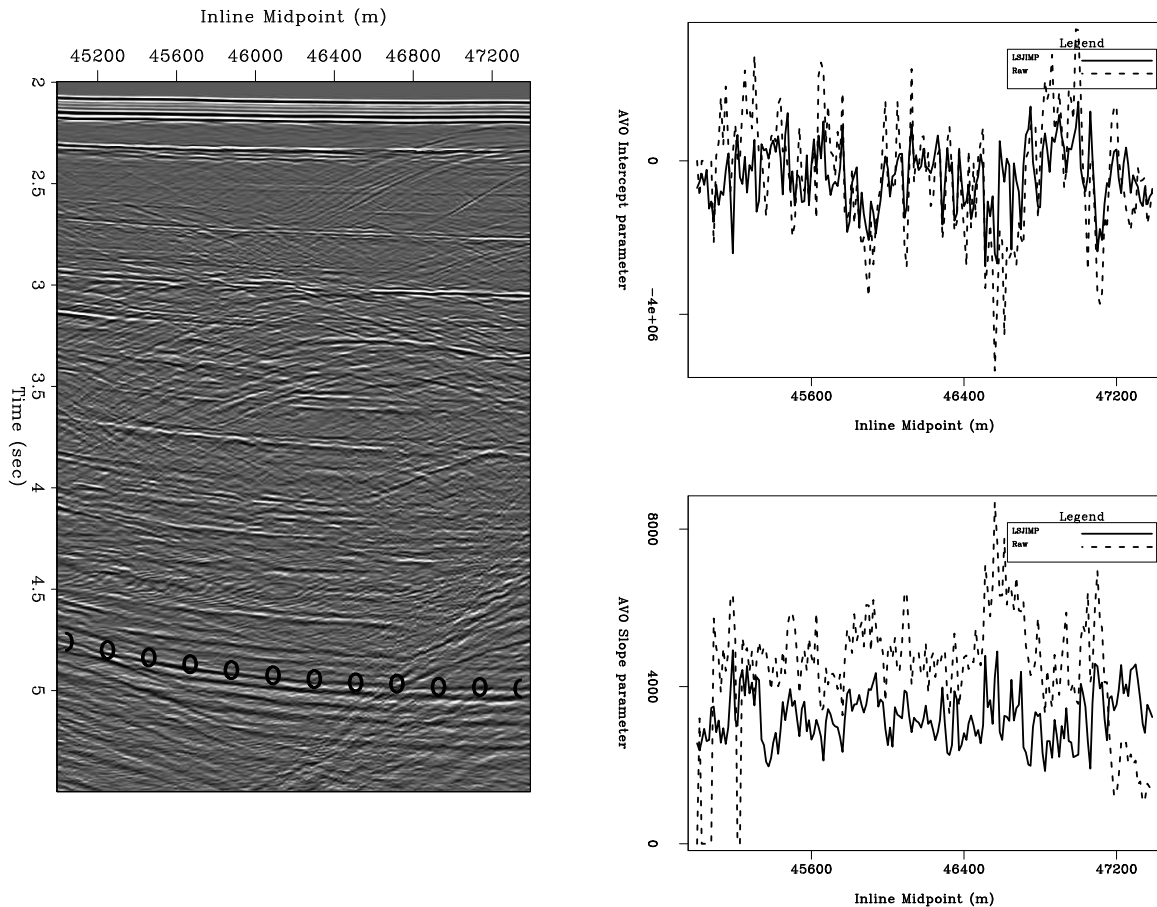 Inline Midpoint (m)
45200 45600 46000 46400 46800 47200
2
2.5
3
3.5
4
4.5
5
Time (sec)
Legend
LSJIMP
Raw
0
−4e+06
AVO Intercept parameter
45600 46400 47200
Inline Midpoint (m)
Legend
LSJIMP
Raw
8000
4000
0
AVO Slope parameter
45600 46400 47200
Inline Midpoint (m)